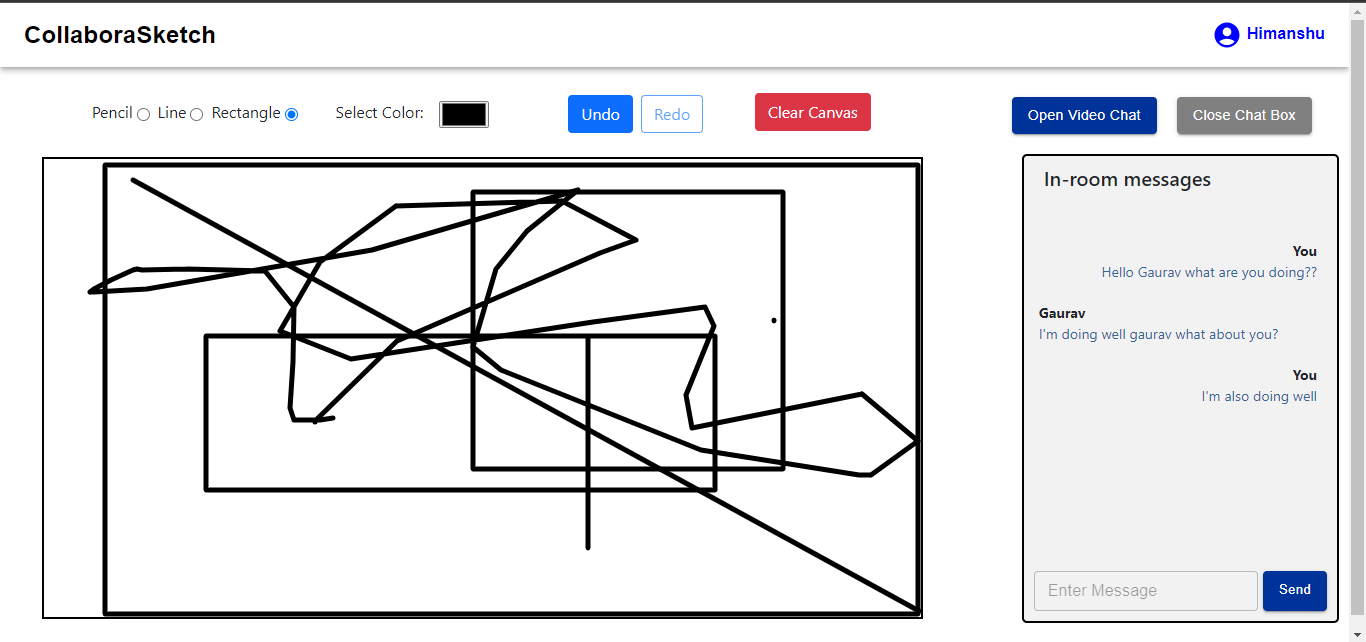 CollaboraSketch
Himanshu
Pencil Line Rectangle Select Color: Undo Redo Clear Canvas Open Video Chat Close Chat Box
In-room messages
You
Hello Gaurav what are you doing??
Gaurav
I'm doing well gaurav what about you?
You
I'm also doing well
Enter Message Send